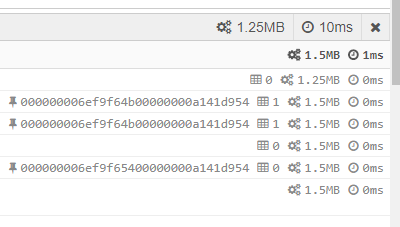 1.25MB 10ms
1.5MB 1ms
0 1.25MB 0ms
000000006ef9f64b00000000a141d954 1 1.5MB 0ms
000000006ef9f64b00000000a141d954 1 1.5MB 0ms
0 1.5MB 0ms
000000006ef9f65400000000a141d954 0 1.5MB 0ms
1.5MB 0ms